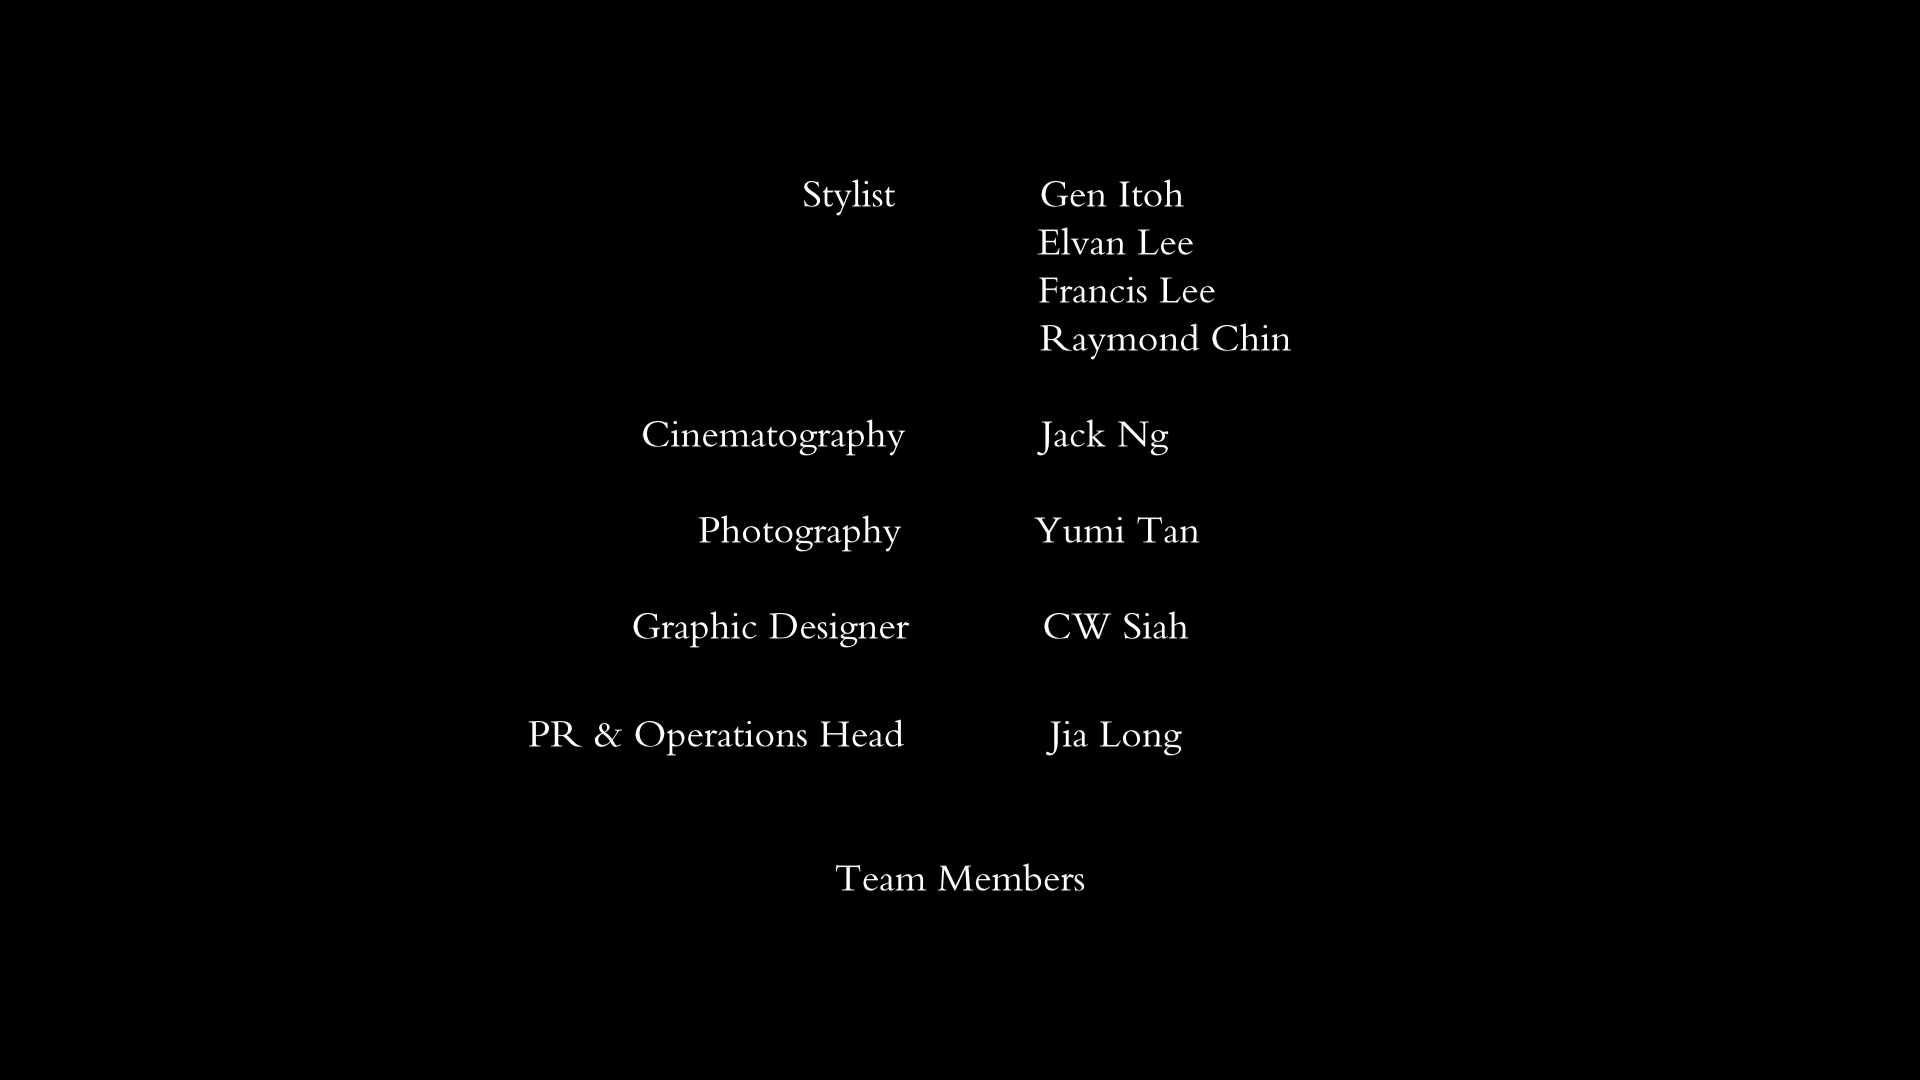 Stylist Gen Itoh
Elvan Lee
Francis Lee
Raymond Chin
Cinematography Jack Ng
Photography Yumi Tan
Graphic Designer CW Siah
PR & Operations Head Jia Long
Team Members